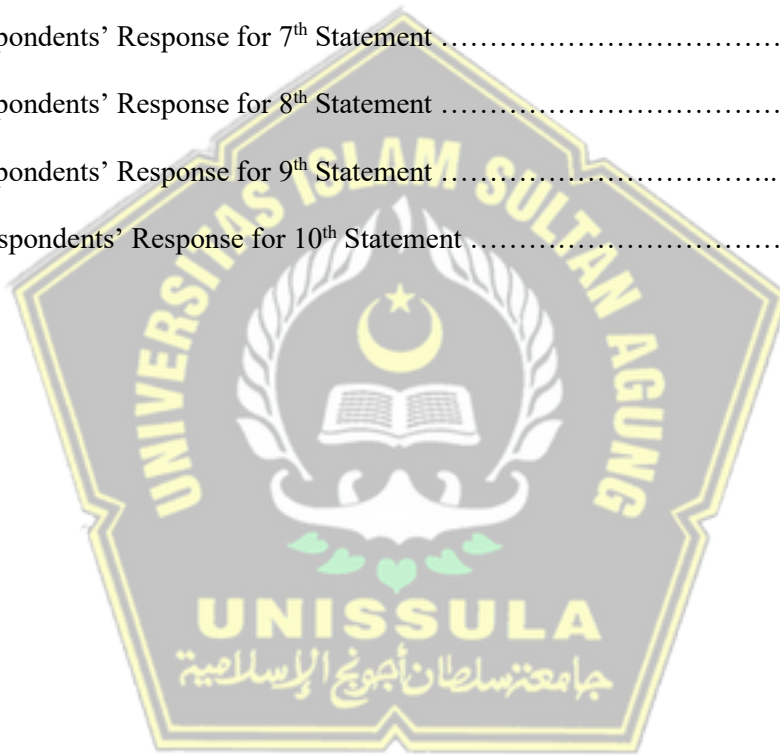 pondents’ Response for 7th Statement ……………………………
pondents’ Response for 8th Statement ……………………………
pondents’ Response for 9th Statement …………………………..
spondents’ Response for 10th Statement …………………………
UNIVERSITAS ISLAM SULTAN AGUNG
UNISSULA
جامعة سلطان أجونج الإسلامية